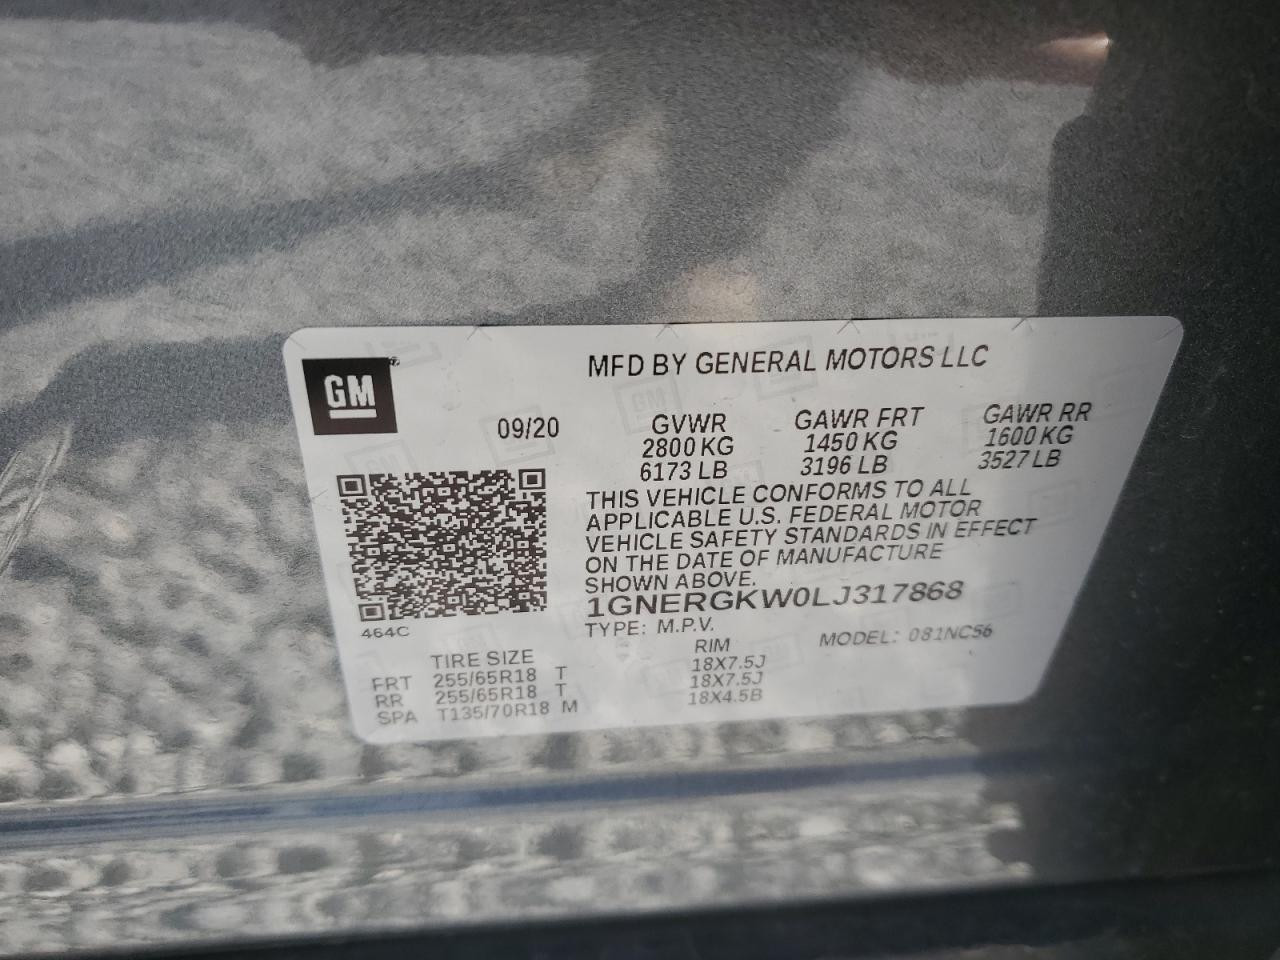 GM®
MFD BY GENERAL MOTORS LLC
09/20
GVWR GAWR FRT GAWR RR
2800 KG 1450 KG 1600 KG
6173 LB 3196 LB 3527 LB
THIS VEHICLE CONFORMS TO ALL
APPLICABLE U.S. FEDERAL MOTOR
VEHICLE SAFETY STANDARDS IN EFFECT
ON THE DATE OF MANUFACTURE
SHOWN ABOVE.
1GNERGKW0LJ317868
TYPE: M.P.V. MODEL: 081NC56
464C
TIRE SIZE RIM
FRT 255/65R18 T 18X7.5J
RR 255/65R18 T 18X7.5J
SPA T135/70R18 M 18X4.5B